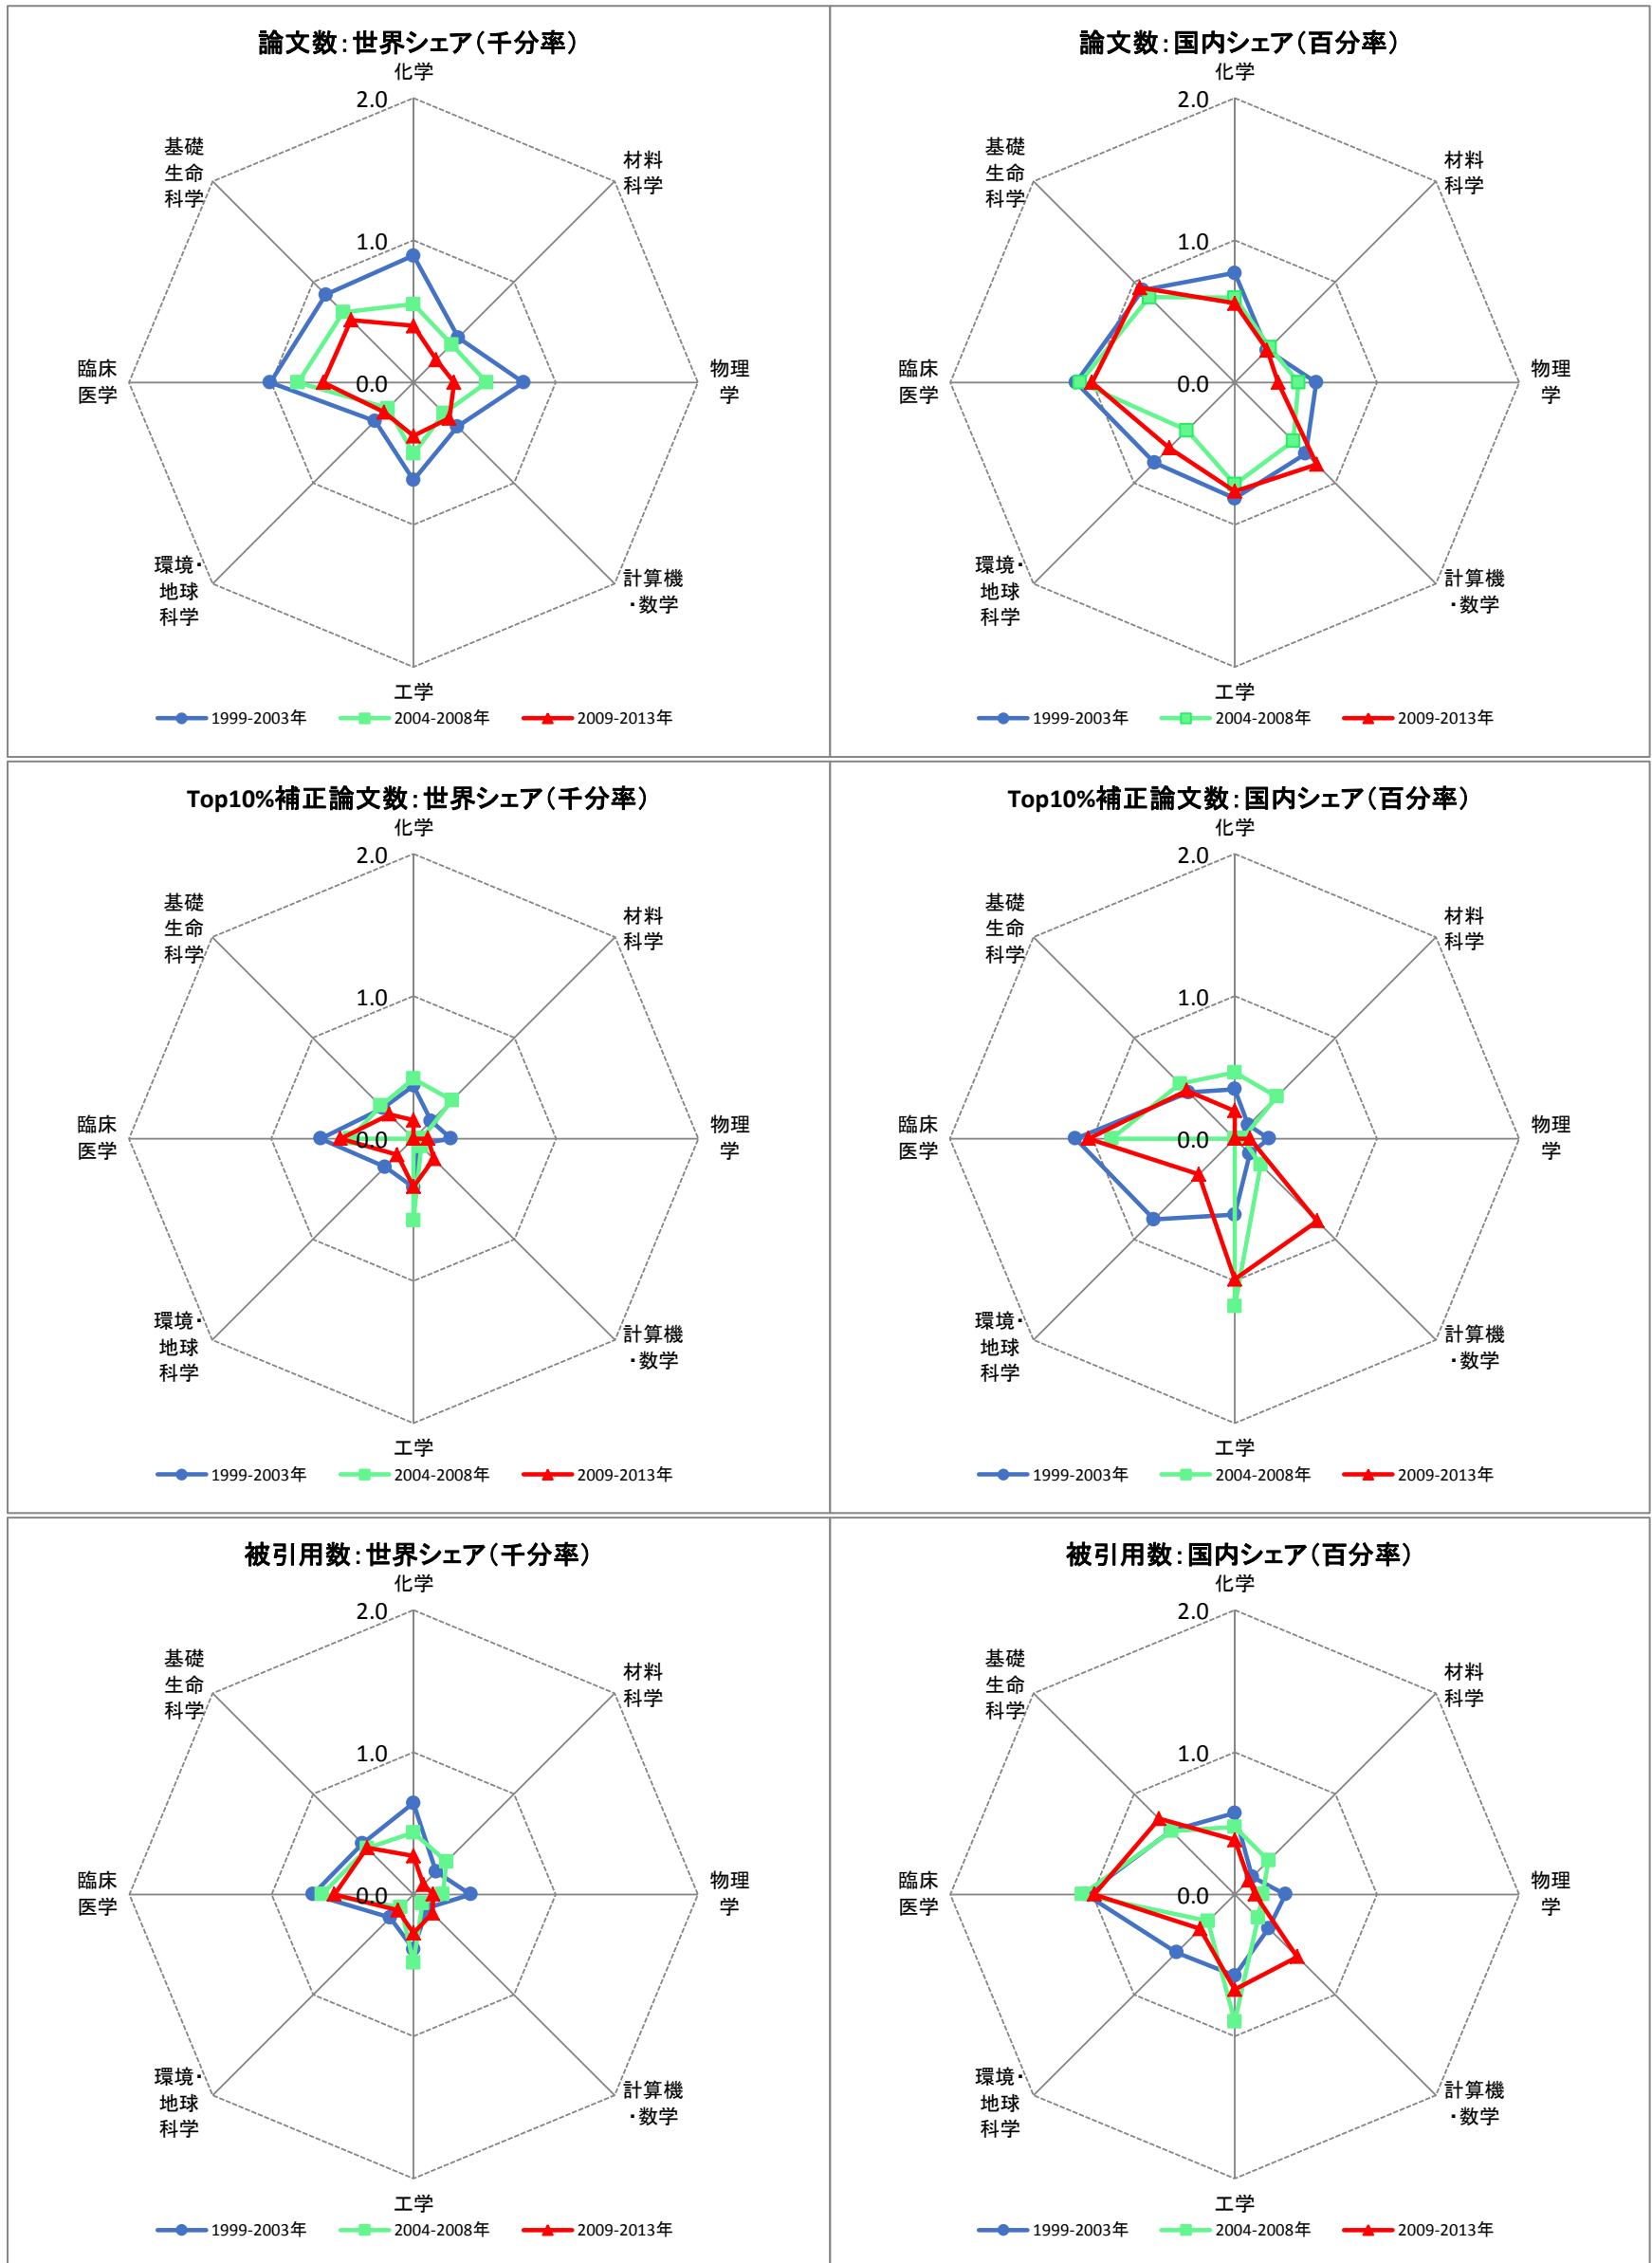 論文数：世界シェア（千分率）
化学
2.0
基礎
生命
科学
材料
科学
1.0
臨床
医学
0.0
物理
学
環境・
地球
科学
計算機
・数学
工学
1999-2003年
2004-2008年
2009-2013年
論文数：国内シェア（百分率）
化学
2.0
基礎
生命
科学
材料
科学
1.0
臨床
医学
0.0
物理
学
環境・
地球
科学
計算機
・数学
工学
1999-2003年
2004-2008年
2009-2013年
Top10%補正論文数：世界シェア（千分率）
化学
2.0
基礎
生命
科学
材料
科学
1.0
臨床
医学
0.0
物理
学
環境・
地球
科学
計算機
・数学
工学
1999-2003年
2004-2008年
2009-2013年
Top10%補正論文数：国内シェア（百分率）
化学
2.0
基礎
生命
科学
材料
科学
1.0
臨床
医学
0.0
物理
学
環境・
地球
科学
計算機
・数学
工学
1999-2003年
2004-2008年
2009-2013年
被引用数：世界シェア（千分率）
化学
2.0
基礎
生命
科学
材料
科学
1.0
臨床
医学
0.0
物理
学
環境・
地球
科学
計算機
・数学
工学
1999-2003年
2004-2008年
2009-2013年
被引用数：国内シェア（百分率）
化学
2.0
基礎
生命
科学
材料
科学
1.0
臨床
医学
0.0
物理
学
環境・
地球
科学
計算機
・数学
工学
1999-2003年
2004-2008年
2009-2013年